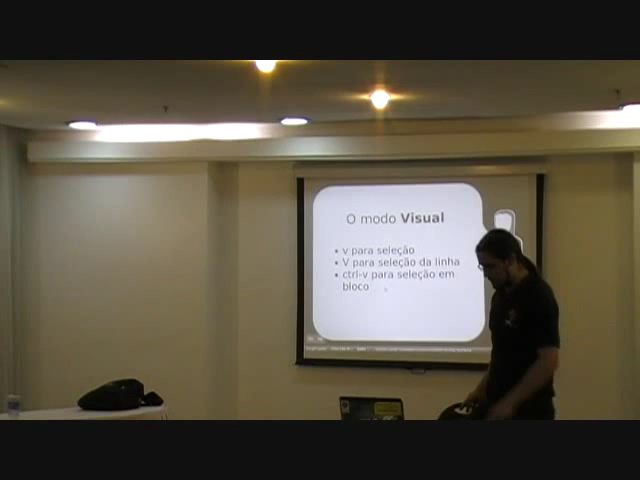 O modo Visual
• v para seleção
• V para seleção da linha
• ctrl-v para seleção em
bloco